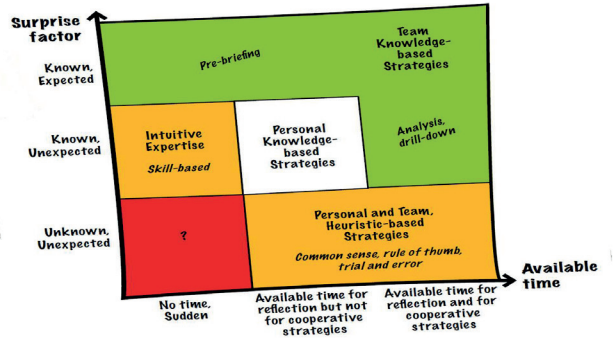 Surprise
factor
Known,
Expected
Pre-briefing
Team
Knowledge-
based
Strategies
Known,
Unexpected
Intuitive
Expertise
Skill-based
Personal
Knowledge-
based
Strategies
Analysis,
drill-down
Unknown,
Unexpected
?
Personal and Team,
Heuristic-based
Strategies
Common sense, rule of thumb,
trial and error
Available
time
No time,
Sudden
Available time for
reflection but not
for cooperative
strategies
Available time for
reflection and for
cooperative
strategies